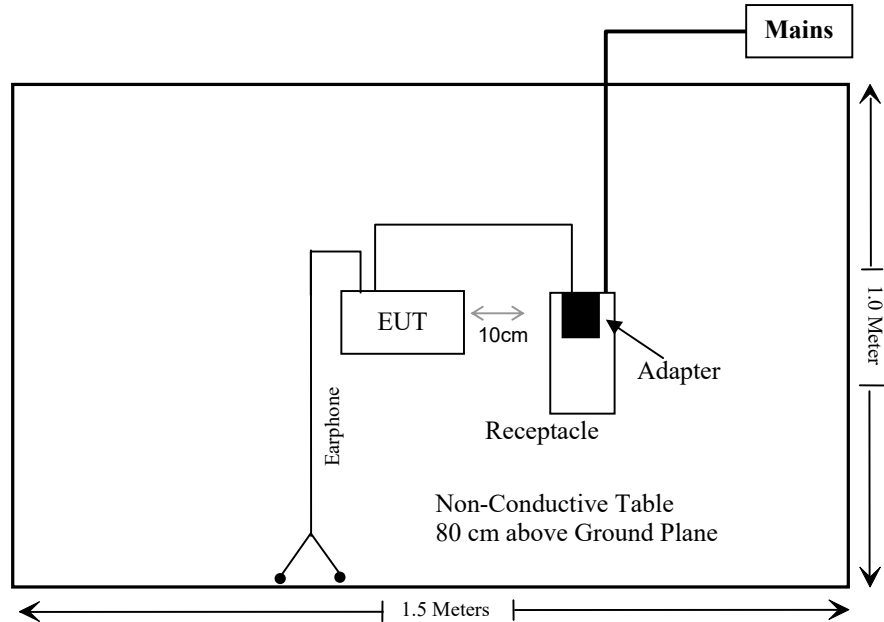 Mains
EUT
10cm
Adapter
1.0 Meter
Earphone
Receptacle
Non-Conductive Table
80 cm above Ground Plane
1.5 Meters